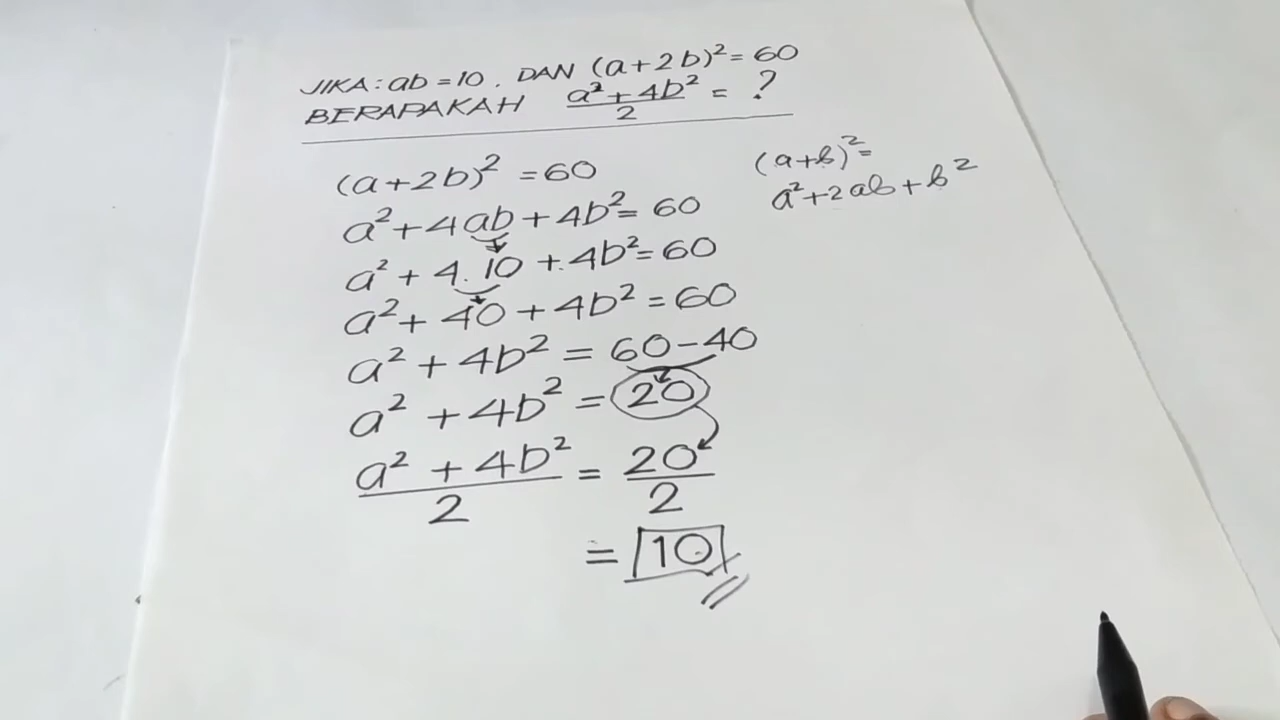 JIKA: ab = 10, DAN (a + 2b)² = 60
BERAPAKAH (a² + 4b²)/2 = ?
(a + 2b)² = 60
a² + 4ab + 4b² = 60
a² + 4.10 + 4b² = 60
a² + 40 + 4b² = 60
a² + 4b² = 60 - 40
a² + 4b² = 20
(a² + 4b²)/2 = 20/2
= 10
(a+b)² =
a² + 2ab + b²